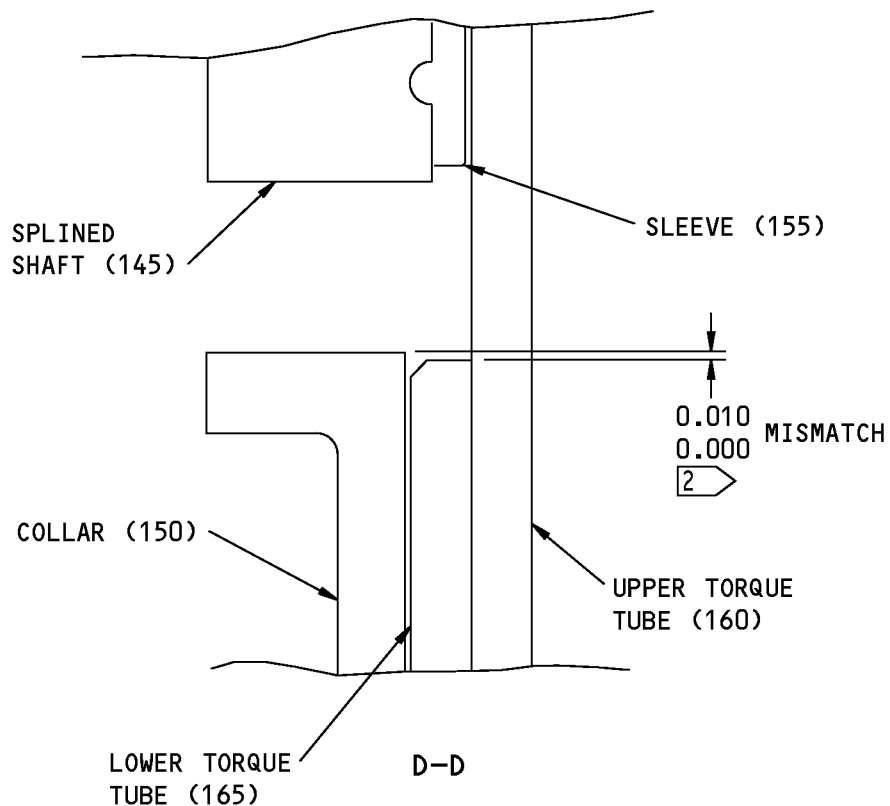 SPLINED
SHAFT (145)
SLEEVE (155)
0.010
0.000
MISMATCH
2
COLLAR (150)
UPPER TORQUE
TUBE (160)
LOWER TORQUE
TUBE (165)
D-D